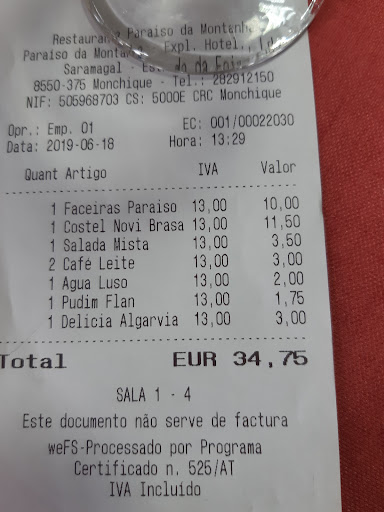 Restaurante Paraiso da Montenh
Paraiso da Expl. Hotel.,
Saramagal - da
8550-375 Monchique - Tel.: 282912150
NIF: 505968703 CS: 5000E CRC Monchique
Opr.: Emp. 01 EC: 001/00022030
Data: 2019-06-18 Hora: 13:29
Quant Artigo IVA Valor
1 Faceiras Paraiso 13,00 10,00
1 Costel Novi Brasa 13,00 11,50
1 Salada Mista 13,00 3,50
2 Café Leite 13,00 3,00
1 Agua Luso 13,00 2,00
1 Pudim Flan 13,00 1,75
1 Delicia Algarvia 13,00 3,00
Total EUR 34,75
SALA 1 - 4
Este documento não serve de factura
weFS-Processado por Programa
Certificado n. 525/AT
IVA Incluido